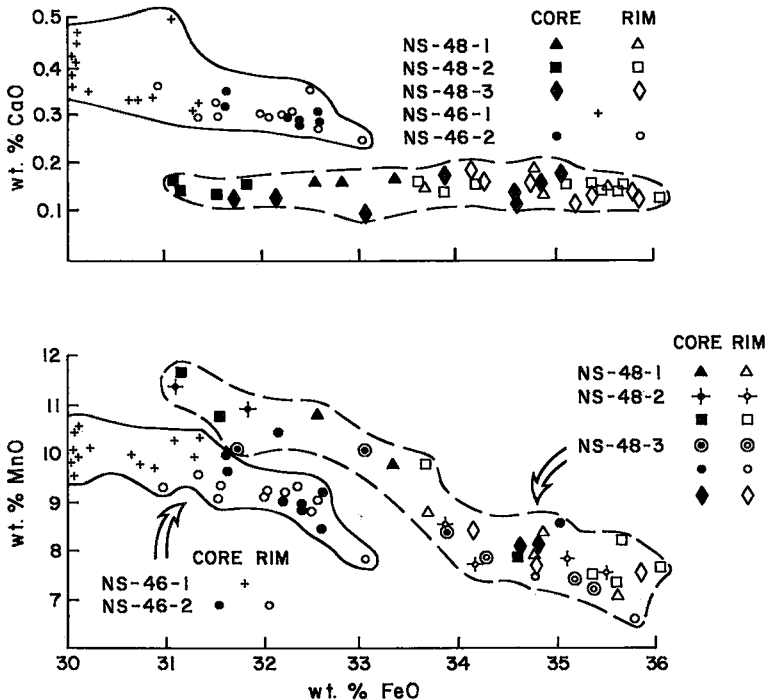 CORE RIM
NS-48-1
NS-48-2
NS-48-3
NS-46-1
NS-46-2
wt. % CaO
0.5
0.4
0.3
0.2
0.1
CORE RIM
NS-48-1
NS-48-2
NS-48-3
wt. % MnO
12
11
10
9
8
7
6
CORE RIM
NS-46-1
NS-46-2
30 31 32 33 34 35 36
wt. % FeO